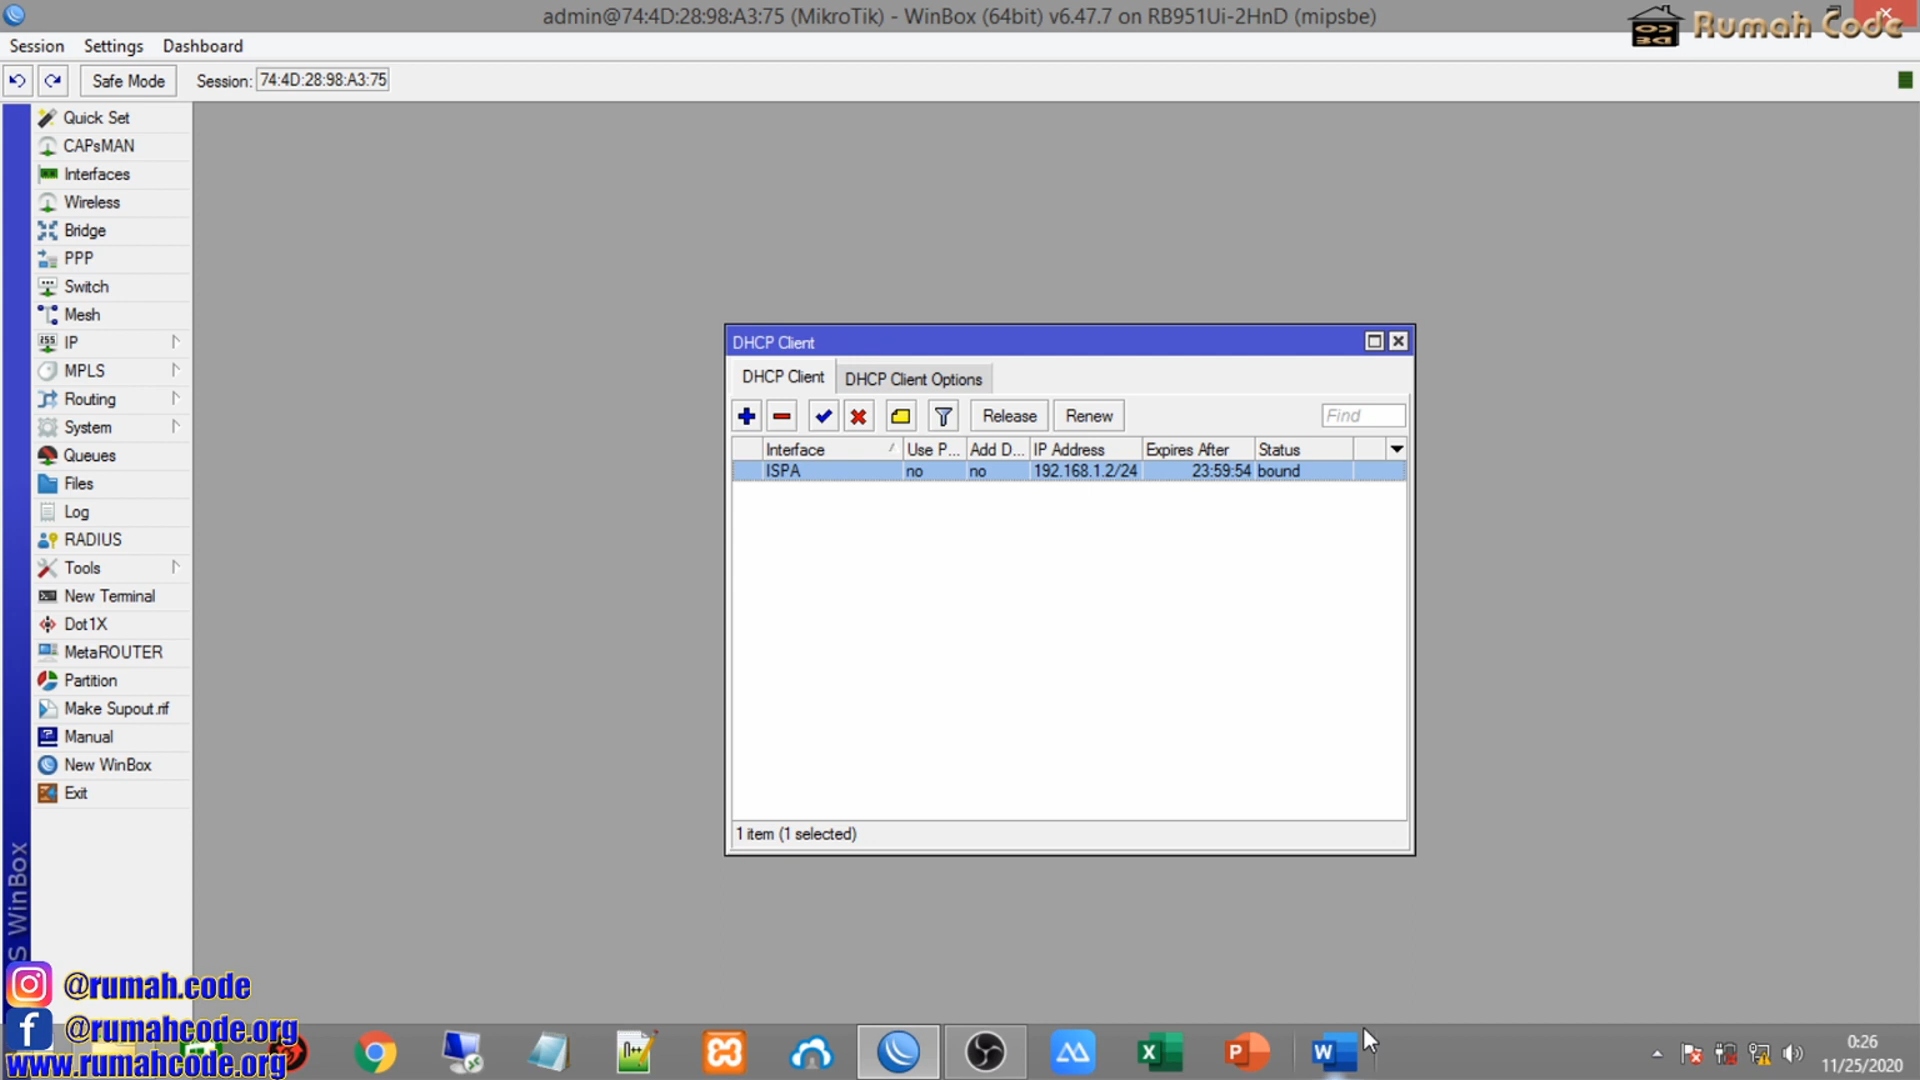 admin@74:4D:28:98:A3:75 (MikroTik) - WinBox (64bit) v6.47.7 on RB951Ui-2HnD (mipsbe)
Rumah Code
Session Settings Dashboard
Safe Mode Session: 74:4D:28:98:A3:75
Quick Set
CAPsMAN
Interfaces
Wireless
Bridge
PPP
Switch
Mesh
IP
MPLS
Routing
System
Queues
Files
Log
RADIUS
Tools
New Terminal
Dot1X
MetaROUTER
Partition
Make Supout.rif
Manual
New WinBox
Exit
S WinBox
DHCP Client
DHCP Client DHCP Client Options
Release Renew Find
Interface Use P... Add D... IP Address Expires After Status
ISPA no no 192.168.1.2/24 23:59:54 bound
1 item (1 selected)
@rumah.code
@rumahcode.org
www.rumahcode.org
0:26
11/25/2020